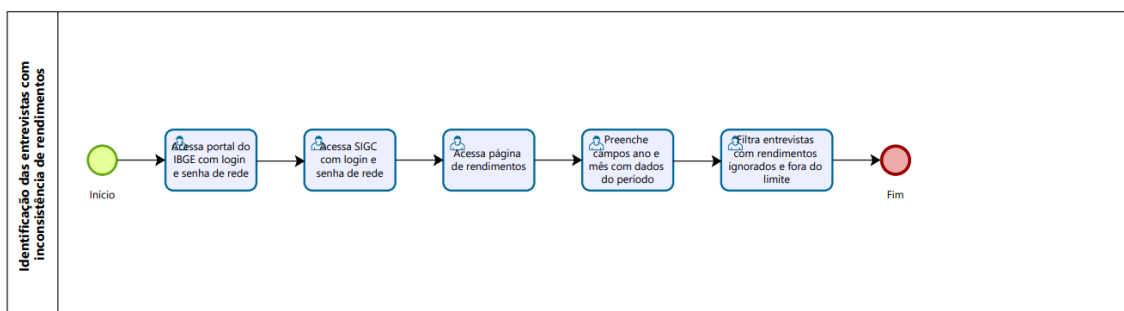 Identificação das entrevistas com
inconsistência de rendimentos
Início
Acessa portal do
IBGE com login
e senha de rede
Acessa SIGC
com login e
senha de rede
Acessa página
de rendimentos
Preenche
campos ano e
mês com dados
do período
Filtra entrevistas
com rendimentos
ignorados e fora do
limite
Fim